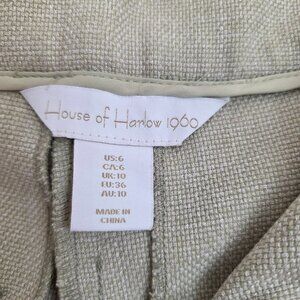 House of Harlow 1960
US:6
CA:6
UK:10
EU:36
AU:10
MADE IN
CHINA